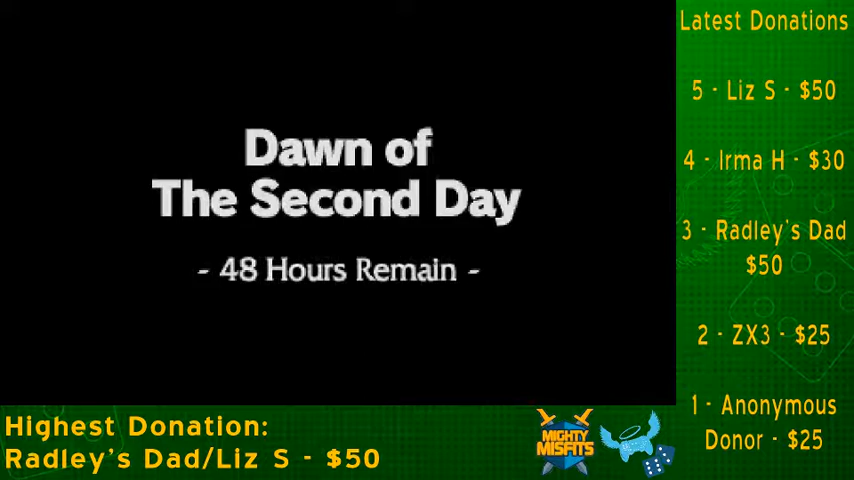 Dawn of
The Second Day
- 48 Hours Remain -
Latest Donations
5 - Liz S - $50
4 - Irma H - $30
3 - Radley's Dad
$50
2 - ZX3 - $25
1 - Anonymous
Donor - $25
Highest Donation:
Radley's Dad/Liz S - $50
MIGHTY
MISFITS